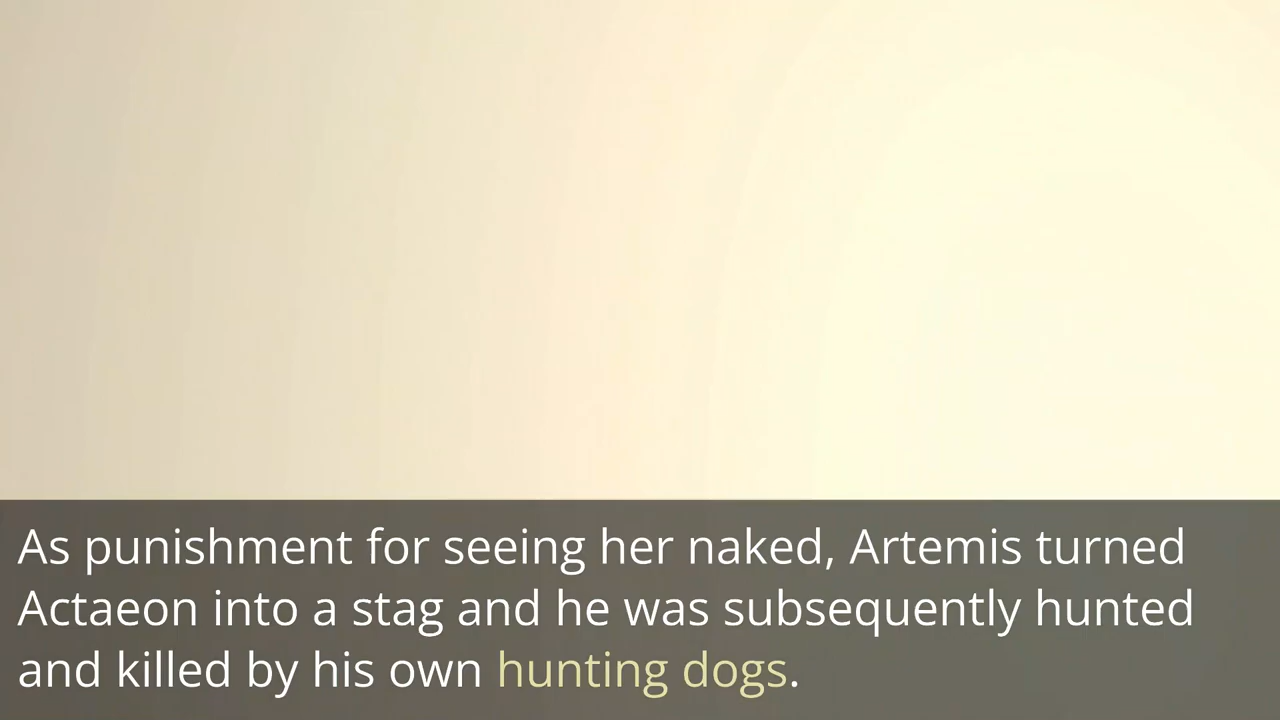 As punishment for seeing her naked, Artemis turned
Actaeon into a stag and he was subsequently hunted
and killed by his own hunting dogs.